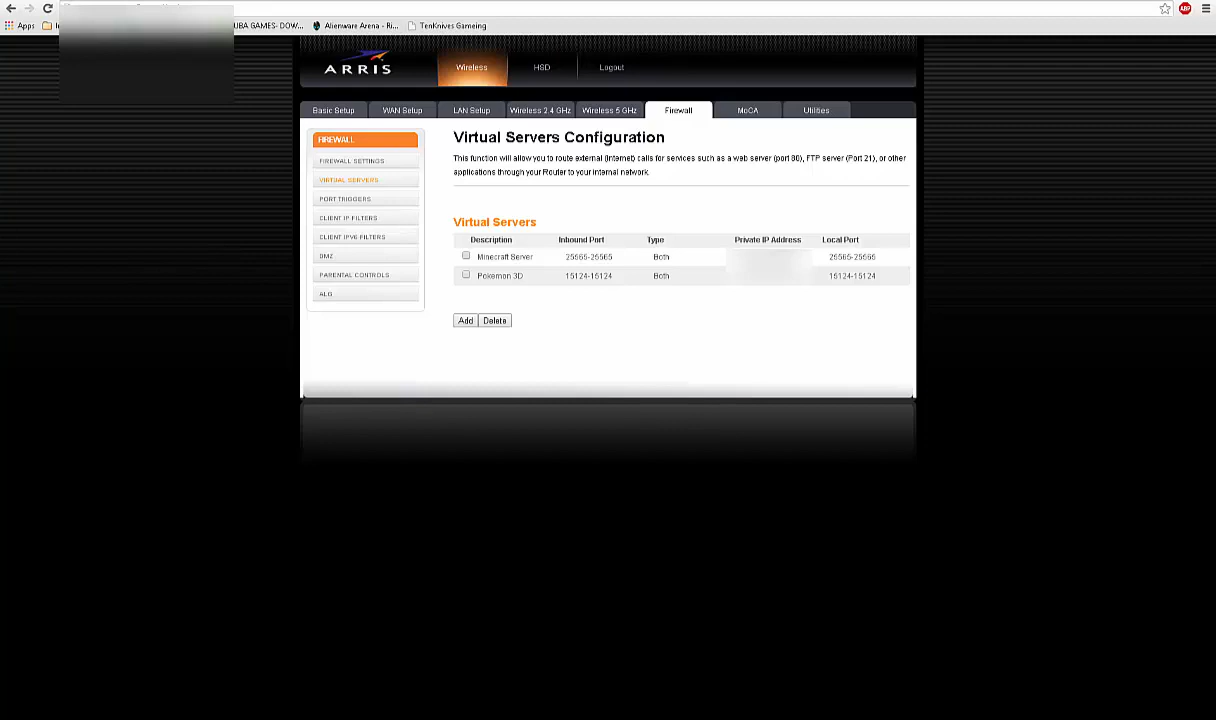 ABP
Apps
UBA GAMES- DOW...
Alienware Arena - Ri...
TenKnives Gameing
ARRIS
Wireless
HSD
Logout
Basic Setup
WAN Setup
LAN Setup
Wireless 2.4 GHz
Wireless 5 GHz
Firewall
MoCA
Utilities
FIREWALL
FIREWALL SETTINGS
VIRTUAL SERVERS
PORT TRIGGERS
CLIENT IP FILTERS
CLIENT IPV6 FILTERS
DMZ
PARENTAL CONTROLS
ALG
Virtual Servers Configuration
This function will allow you to route external (Internet) calls for services such as a web server (port 80), FTP server (Port 21), or other
applications through your Router to your internal network.
Virtual Servers
Description Inbound Port Type Private IP Address Local Port
Minecraft Server 25565-25565 Both 25565-25565
Pokemon 3D 15124-15124 Both 15124-15124
Add Delete